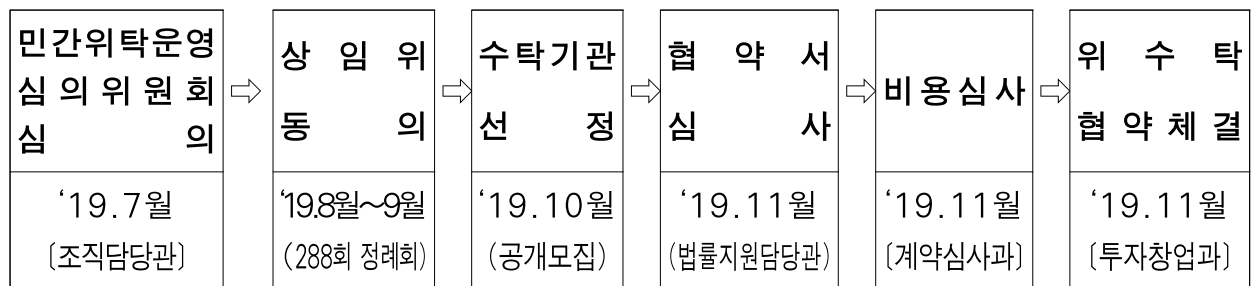 민간위탁운영
심의위원회
심의
⇨
상임위
동의
⇨
수탁기관
선정
⇨
협약서
심사
⇨
비용심사
⇨
위수탁
협약체결
‘19.7월
〔조직담당관〕
‘19.8월～9월
(288회 정례회)
‘19.10월
(공개모집)
‘19.11월
(법률지원담당관)
‘19.11월
〔계약심사과〕
‘19.11월
〔투자창업과〕